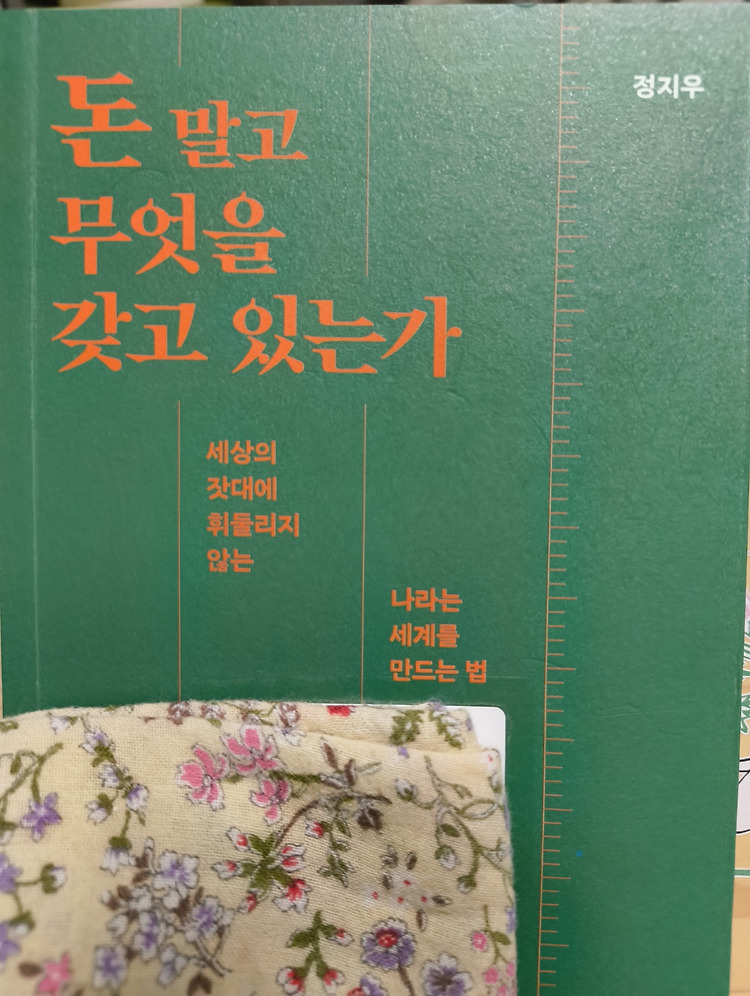 정지우
돈 말고
무엇을
갖고 있는가
세상의
잣대에
휘둘리지
않는
나라는
세계를
만드는 법